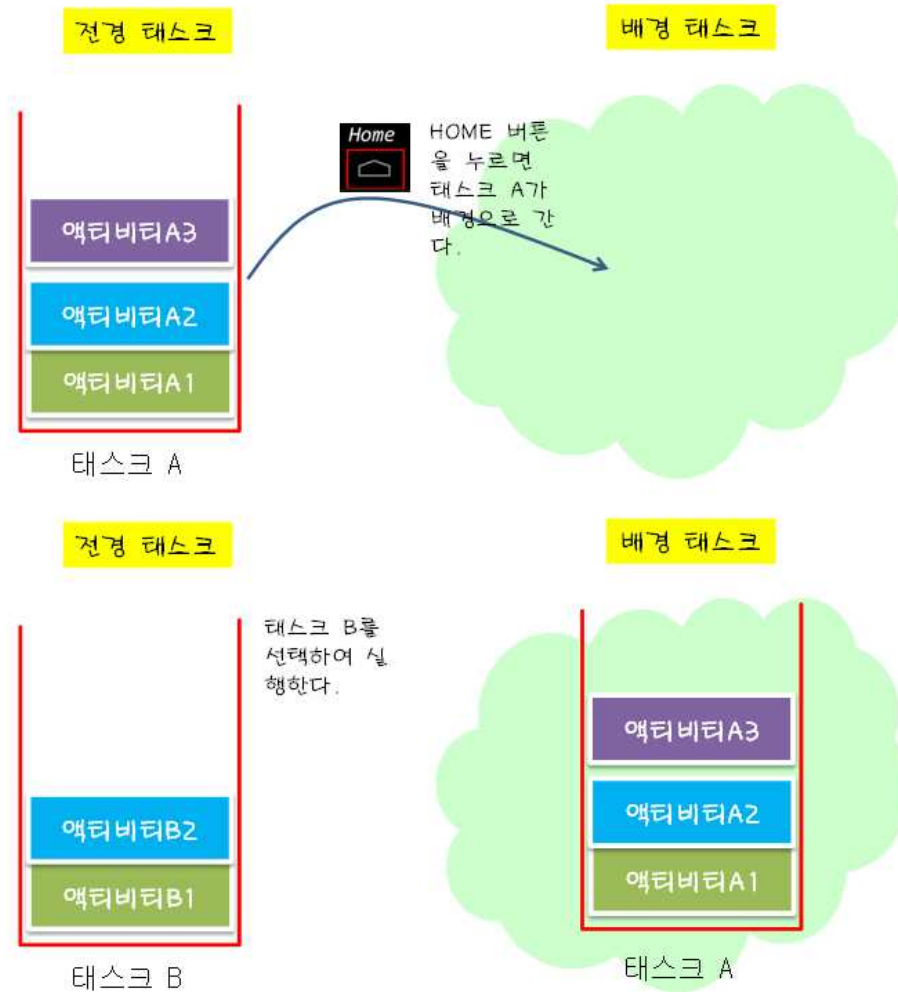 전경 태스크
배경 태스크
Home
HOME 버튼
을 누르면
태스크 A가
배경으로 간
다.
액티비티A3
액티비티A2
액티비티A1
태스크 A
전경 태스크
배경 태스크
태스크 B를
선택하여 실
행한다.
액티비티B2
액티비티B1
태스크 B
액티비티A3
액티비티A2
액티비티A1
태스크 A